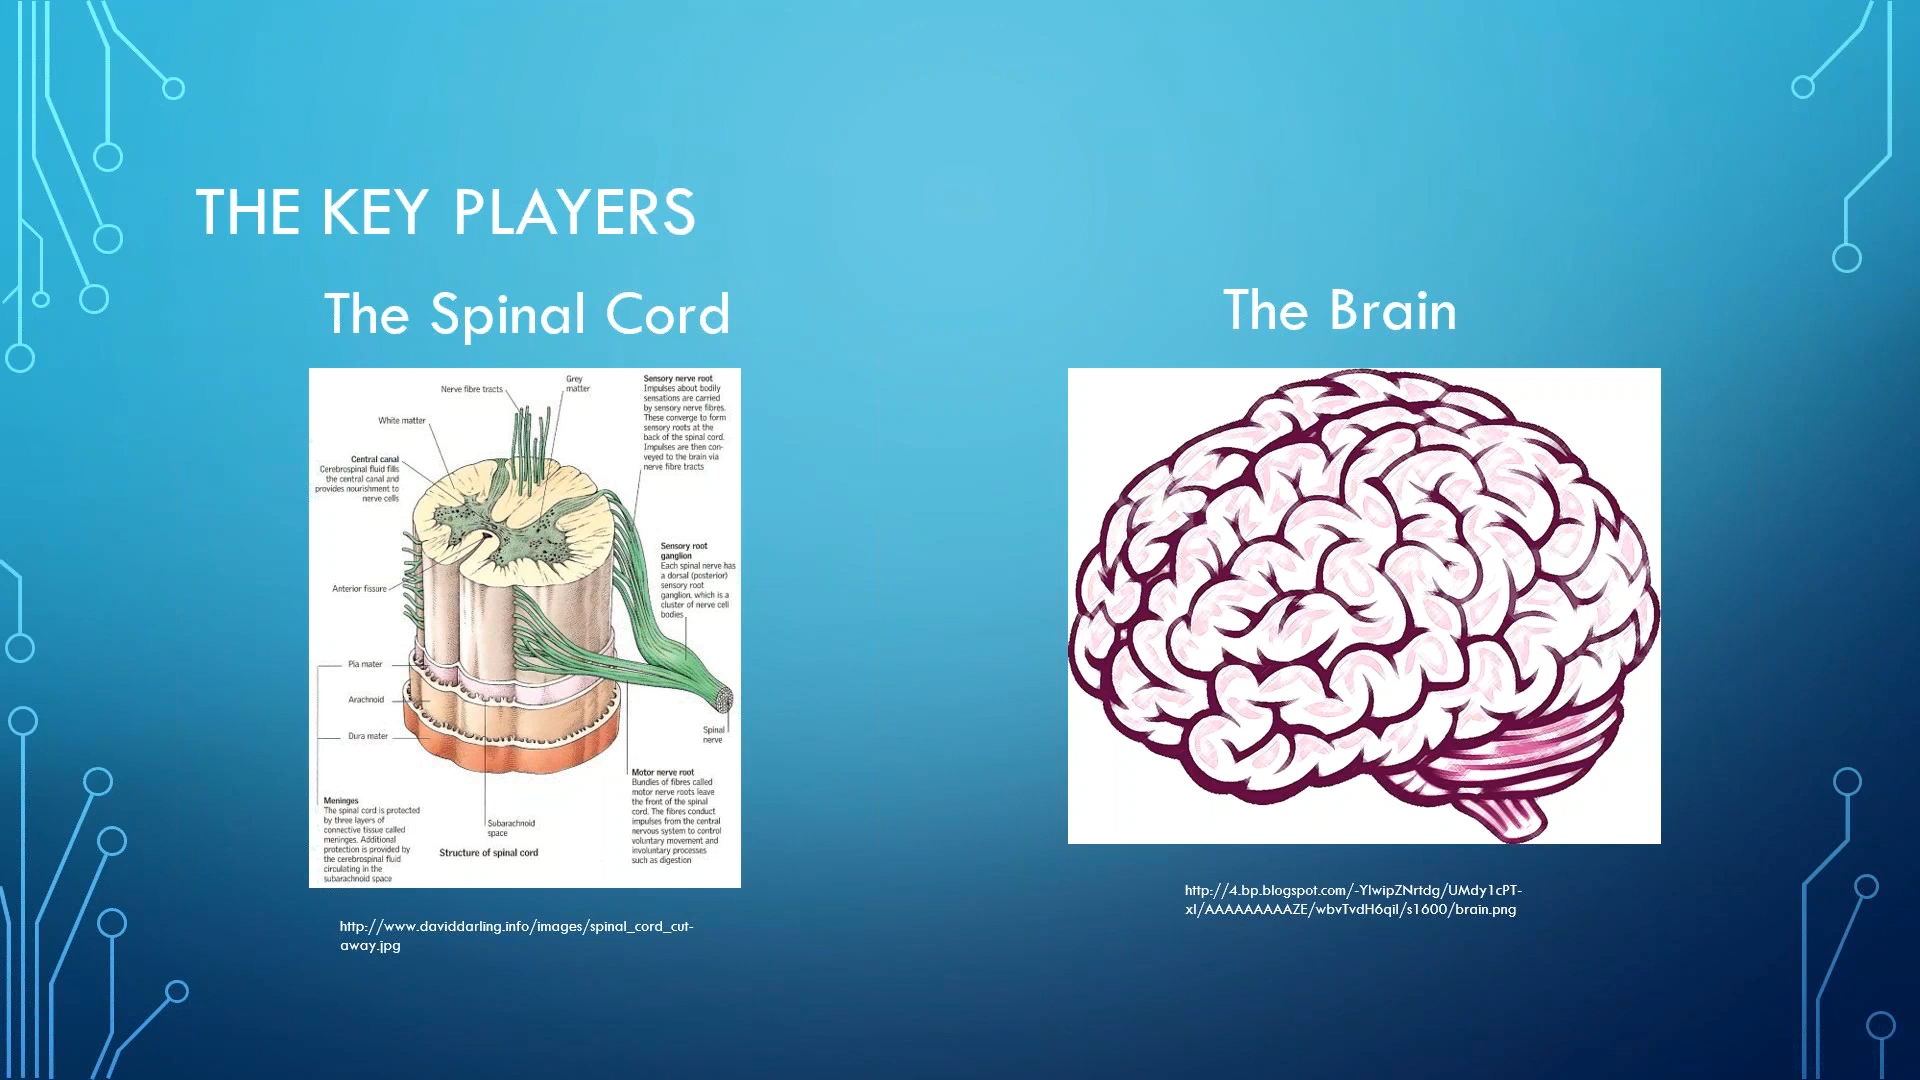 THE KEY PLAYERS
The Spinal Cord
The Brain
Nerve fibre tracts
Grey
matter
White matter
Central canal
Cerebrospinal fluid fills
the central canal and
provides nourishment to
nerve cells
Sensory nerve root
Impulses about bodily
sensations are carried
by sensory nerve fibres.
These converge to form
sensory roots at the
back of the spinal cord.
Impulses are then con-
veyed to the brain via
nerve fibre tracts
Sensory root
ganglion
Each spinal nerve has
a dorsal (posterior)
sensory root
ganglion, which is a
cluster of nerve cell
bodies
Anterior fissure
Pia mater
Arachnoid
Dura mater
Spinal
nerve
Meninges
The spinal cord is protected
by three layers of
connective tissue called
meninges. Additional
protection is provided by
the cerebrospinal fluid
circulating in the
subarachnoid space
Subarachnoid
space
Structure of spinal cord
Motor nerve root
Bundles of fibres called
motor nerve roots leave
the front of the spinal
cord. The fibres conduct
impulses from the central
nervous system to control
voluntary movement and
involuntary processes
such as digestion
http://www.daviddarling.info/images/spinal_cord_cut-
away.jpg
http://4.bp.blogspot.com/-YlwipZNrtdg/UMdy1cPT-
xI/AAAAAAAAAZE/wbvTvdH6qiI/s1600/brain.png